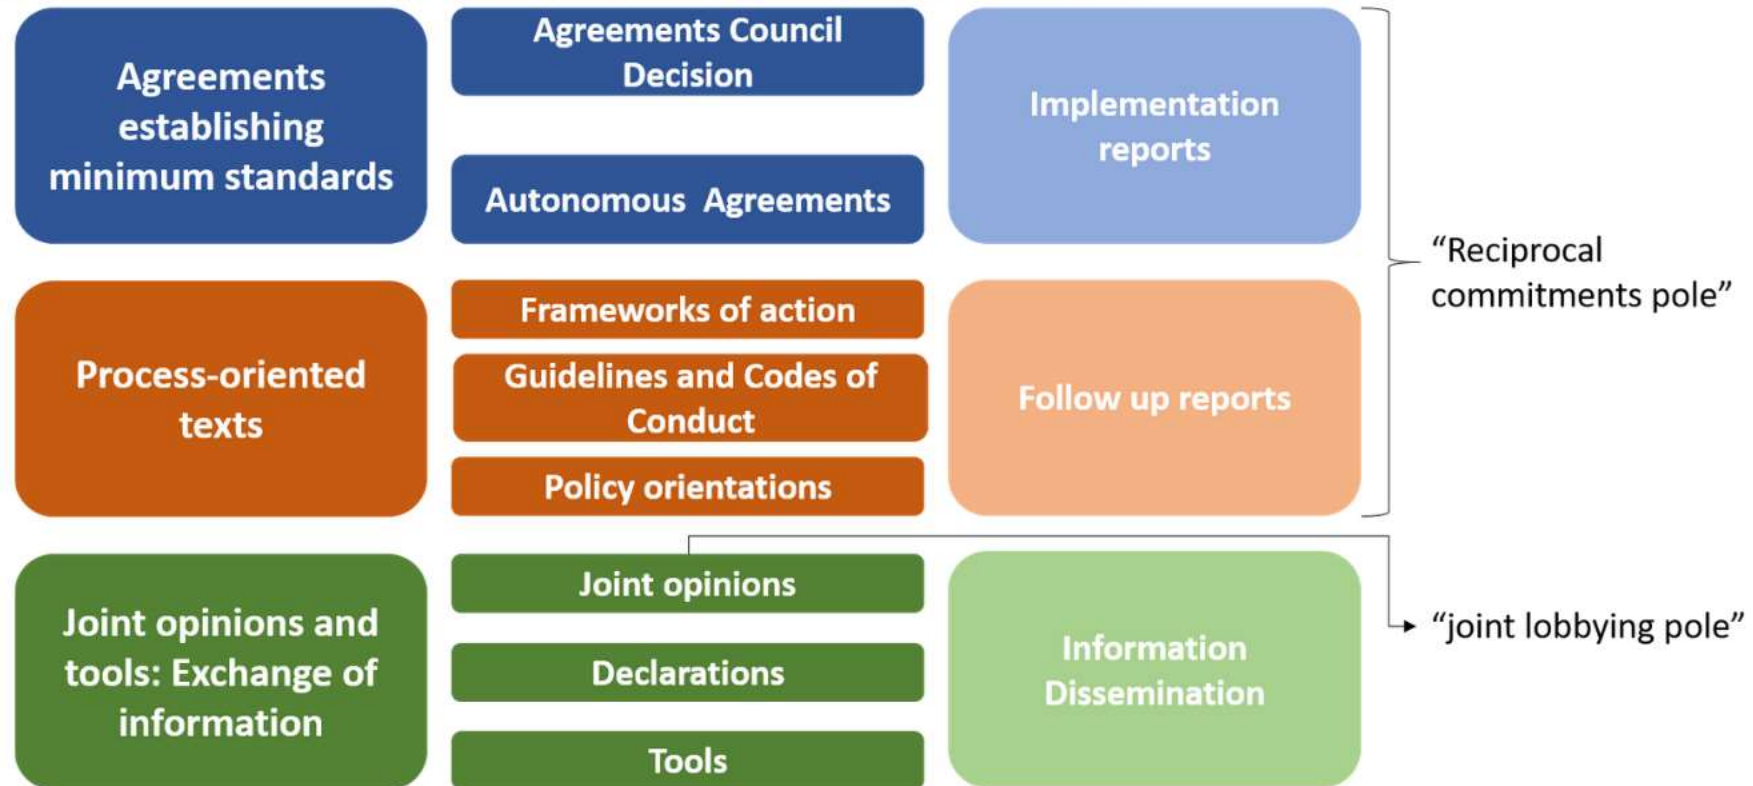 Agreements
establishing
minimum standards
Agreements Council
Decision
Autonomous  Agreements
Implementation
reports
Process-oriented
texts
Frameworks of action
Guidelines and Codes of
Conduct
Policy orientations
Follow up reports
“Reciprocal
commitments pole”
Joint opinions and
tools: Exchange of
information
Joint opinions
Declarations
Tools
Information
Dissemination
“joint lobbying pole”